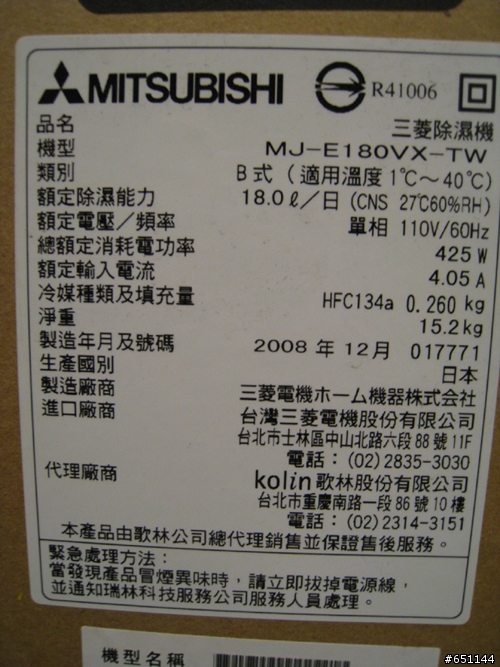 MITSUBISHI R41006
品名 三菱除濕機
機型 MJ-E180VX-TW
類別 B式(適用溫度1℃~40℃)
額定除濕能力 18.0ℓ/日(CNS 27℃60%RH)
額定電壓/頻率 單相 110V/60Hz
總額定消耗電功率 425W
額定輸入電流 4.05A
冷媒種類及填充量 HFC134a 0.260kg
淨重 15.2kg
製造年月及號碼 2008年12月 017771
生產國別 日本
製造廠商 三菱電機ホーム機器株式会社
進口廠商 台灣三菱電機股份有限公司
台北市士林區中山北路六段88號11F
電話:(02)2835-3030
代理廠商 kolin歌林股份有限公司
台北市重慶南路一段86號10樓
電話:(02)2314-3151
本產品由歌林公司總代理銷售並保證售後服務。
緊急處理方法:
當發現產品冒煙異味時,請立即拔掉電源線,
並通知瑞林科技服務公司服務人員處理。
機型名稱
#651144